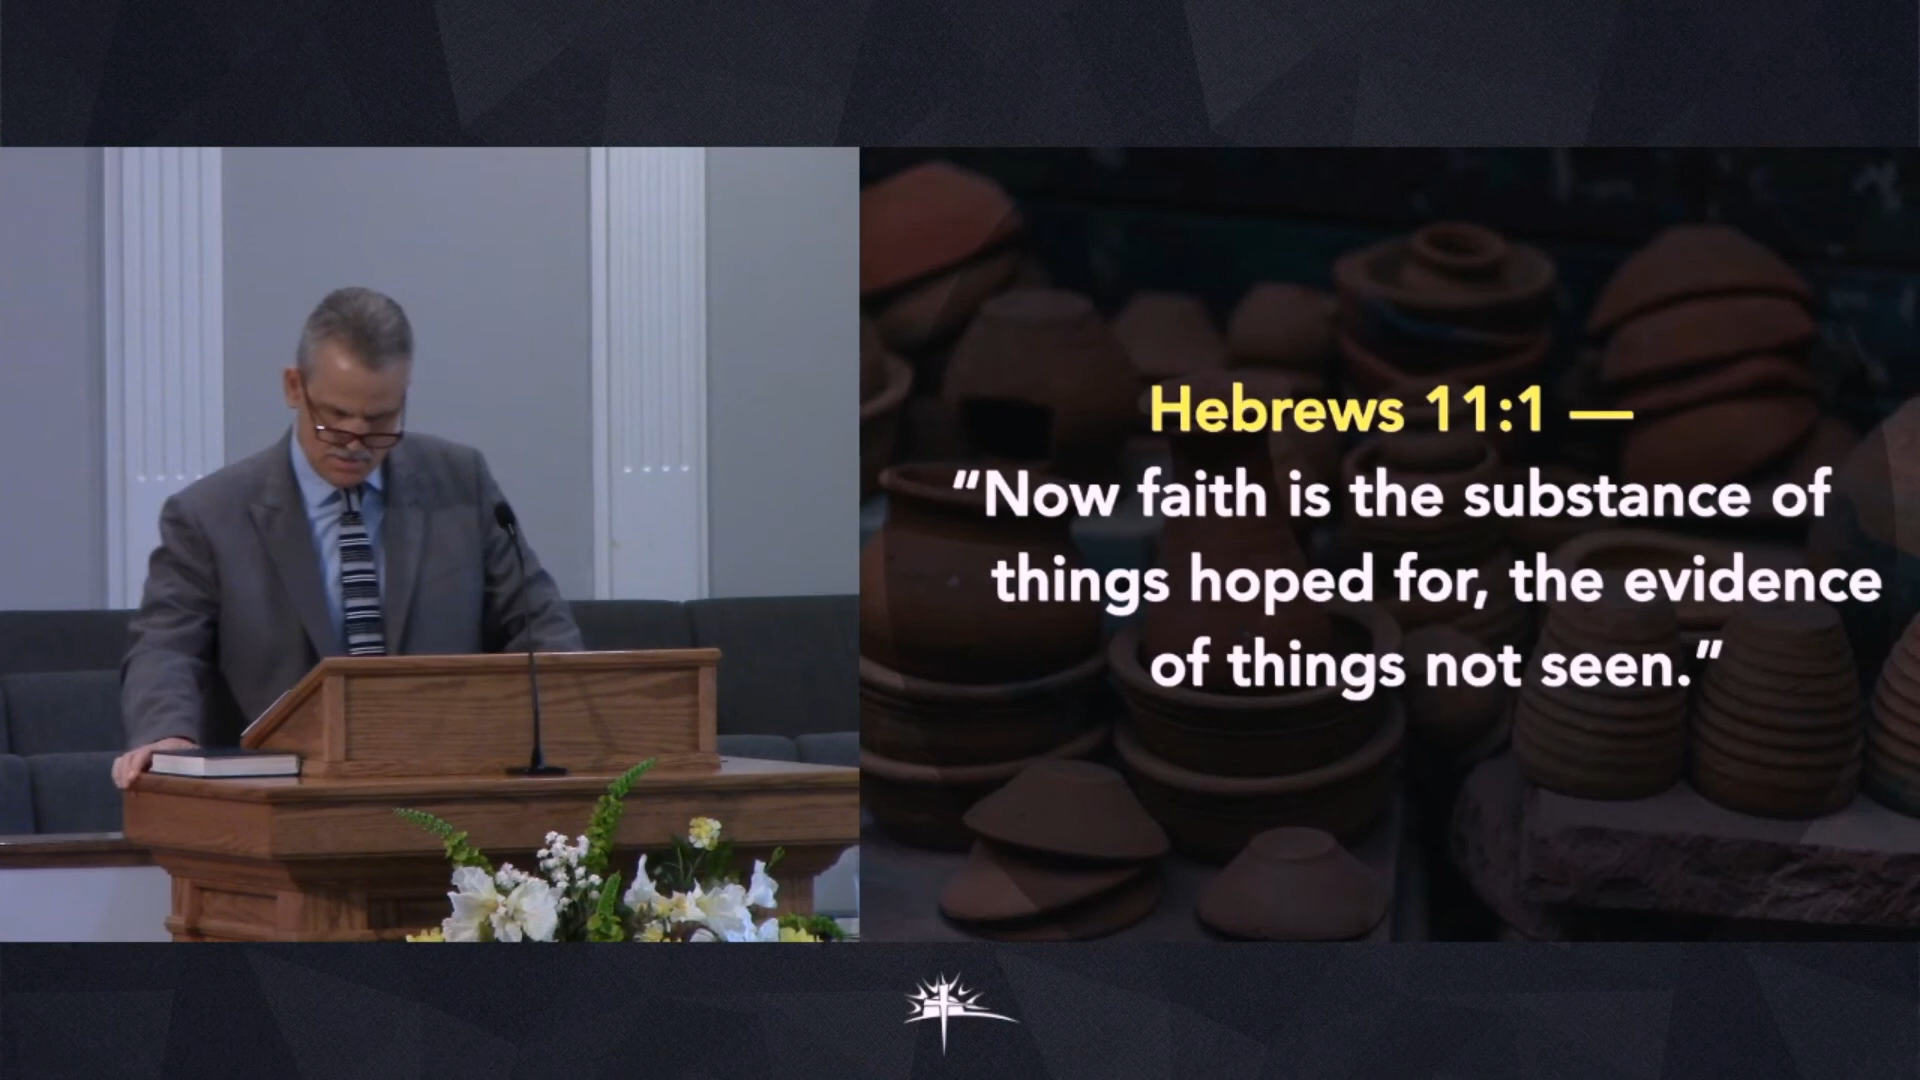 Hebrews 11:1 —
“Now faith is the substance of
things hoped for, the evidence
of things not seen.”